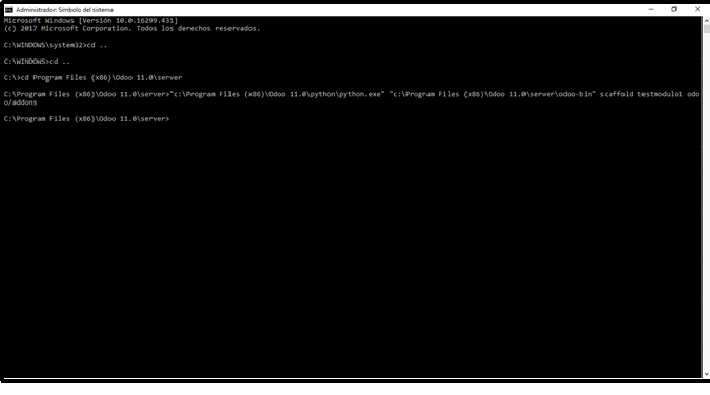 Administrador: Símbolo del sistema
Microsoft Windows [Versión 10.0.16299.431]
(c) 2017 Microsoft Corporation. Todos los derechos reservados.
C:\WINDOWS\system32>cd ..
C:\WINDOWS>cd ..
C:\>cd Program Files (x86)\Odoo 11.0\server
C:\Program Files (x86)\Odoo 11.0\server>"c:\Program Files (x86)\Odoo 11.0\python\python.exe" "c:\Program Files (x86)\Odoo 11.0\server\odoo-bin" scaffold testmodulo1 odo
o/addons
C:\Program Files (x86)\Odoo 11.0\server>